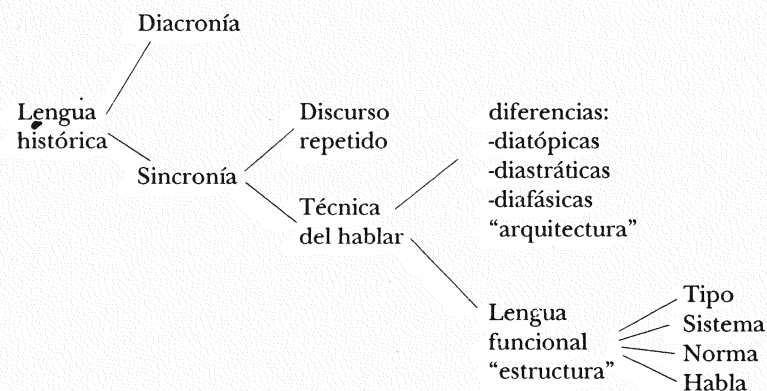 Diacronía
Lengua
histórica
Sincronía
Discurso
repetido
Técnica
del hablar
diferencias:
-diatópicas
-diastráticas
-diafásicas
“arquitectura”
Lengua
funcional
“estructura”
Tipo
Sistema
Norma
Habla